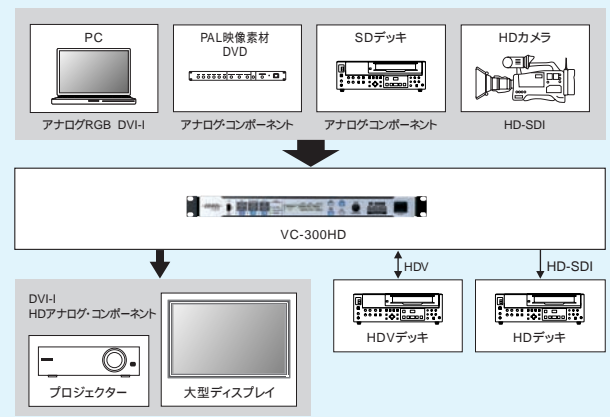 PC
PAL映像素材
DVD
SDデッキ
HDカメラ
アナログRGB DVI-I
アナログ・コンポーネント
アナログ・コンポーネント
HD-SDI
VC-300HD
HDV
HD-SDI
DVI-I
HDアナログ・コンポーネント
プロジェクター
大型ディスプレイ
HDVデッキ
HDデッキ